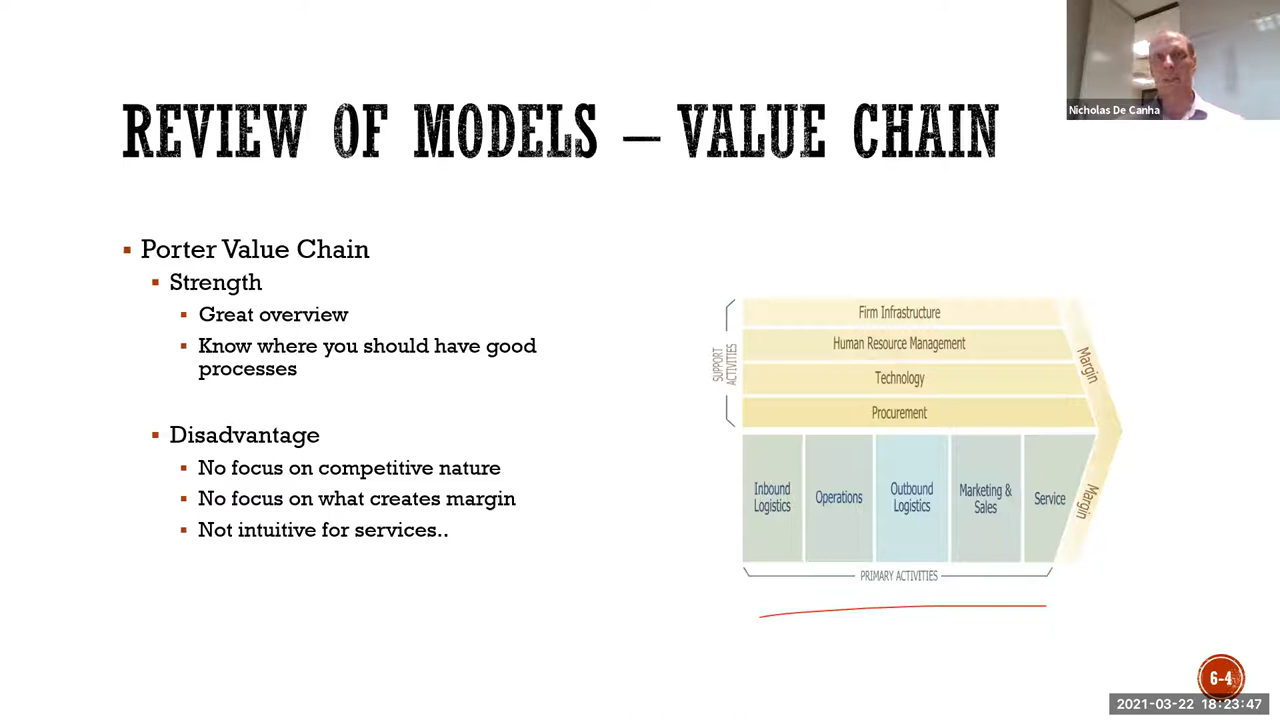 Nicholas De Canha
REVIEW OF MODELS – VALUE CHAIN
Porter Value Chain
Strength
Great overview
Know where you should have good
processes
Disadvantage
No focus on competitive nature
No focus on what creates margin
Not intuitive for services..
SUPPORT
ACTIVITIES
Firm Infrastructure
Human Resource Management
Technology
Procurement
Margin
Inbound
Logistics
Operations
Outbound
Logistics
Marketing &
Sales
Service
Margin
PRIMARY ACTIVITIES
6-4
2021-03-22 18:23:47